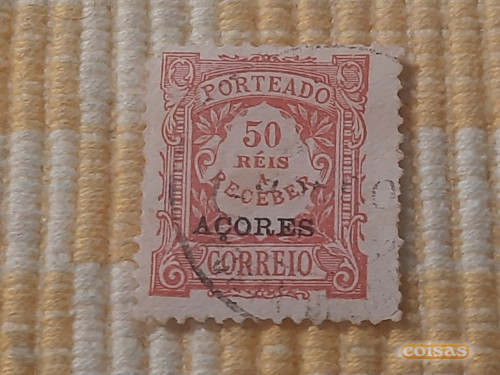 PORTEADO
50
RÉIS
A
RECEBER
AÇORES
CORREIO
coisas